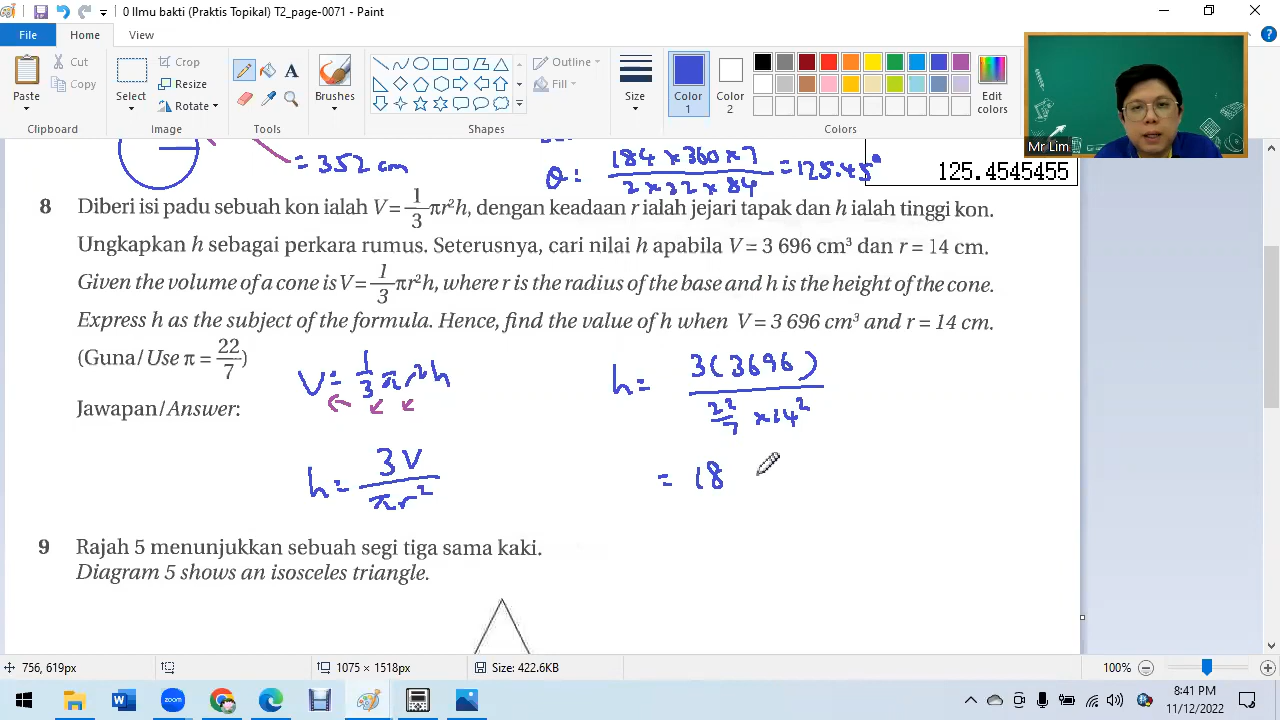 0 Ilmu bakti (Praktis Topikal) T2_page-0071 - Paint
File Home View
Paste Cut Copy Clipboard
Select Crop Resize Rotate Image
Tools
Brushes
Outline Fill Shapes
Size
Color 1 Color 2 Edit colors Colors
Mr Lim
= 352 cm
θ = 184 × 360 × 7 / 2 × 22 × 84 = 125.45°
125.4545455
8 Diberi isi padu sebuah kon ialah V = 1/3 πr²h, dengan keadaan r ialah jejari tapak dan h ialah tinggi kon.
Ungkapkan h sebagai perkara rumus. Seterusnya, cari nilai h apabila V = 3 696 cm³ dan r = 14 cm.
Given the volume of a cone is V = 1/3 πr²h, where r is the radius of the base and h is the height of the cone.
Express h as the subject of the formula. Hence, find the value of h when V = 3 696 cm³ and r = 14 cm.
(Guna/Use π = 22/7)
Jawapan/Answer:
V = 1/3 πr²h
h = 3V / πr²
h = 3(3696) / 22/7 × 14²
= 18
9 Rajah 5 menunjukkan sebuah segi tiga sama kaki.
Diagram 5 shows an isosceles triangle.
756, 619px 1075 × 1518px Size: 422.6KB 100%
zoom
8:41 PM
11/12/2022